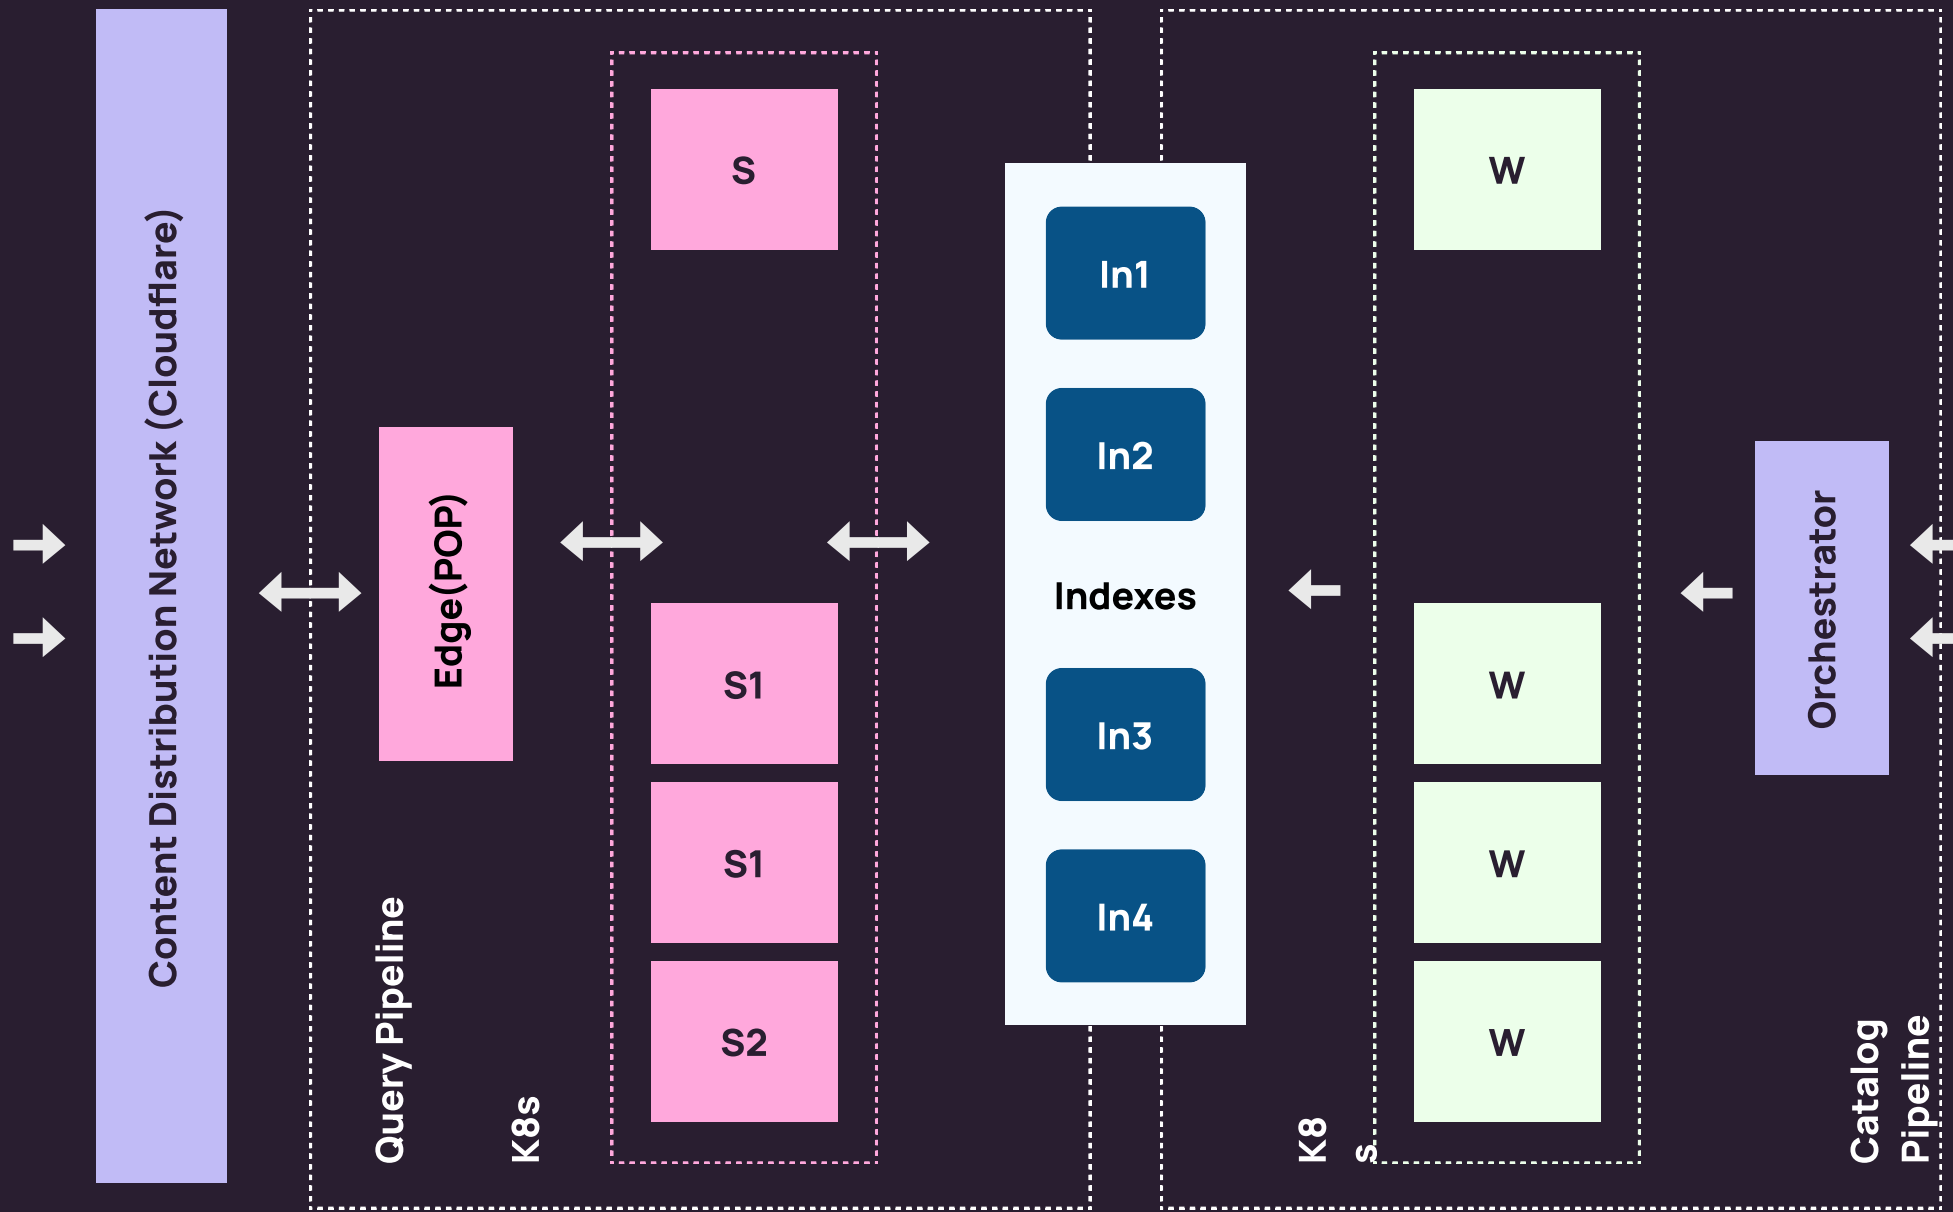 Content Distribution Network (Cloudflare)
Query Pipeline
Edge(POP)
K8s
S
S1
S1
S2
In1
In2
Indexes
In3
In4
K8
s
W
W
W
W
Orchestrator
Catalog
Pipeline